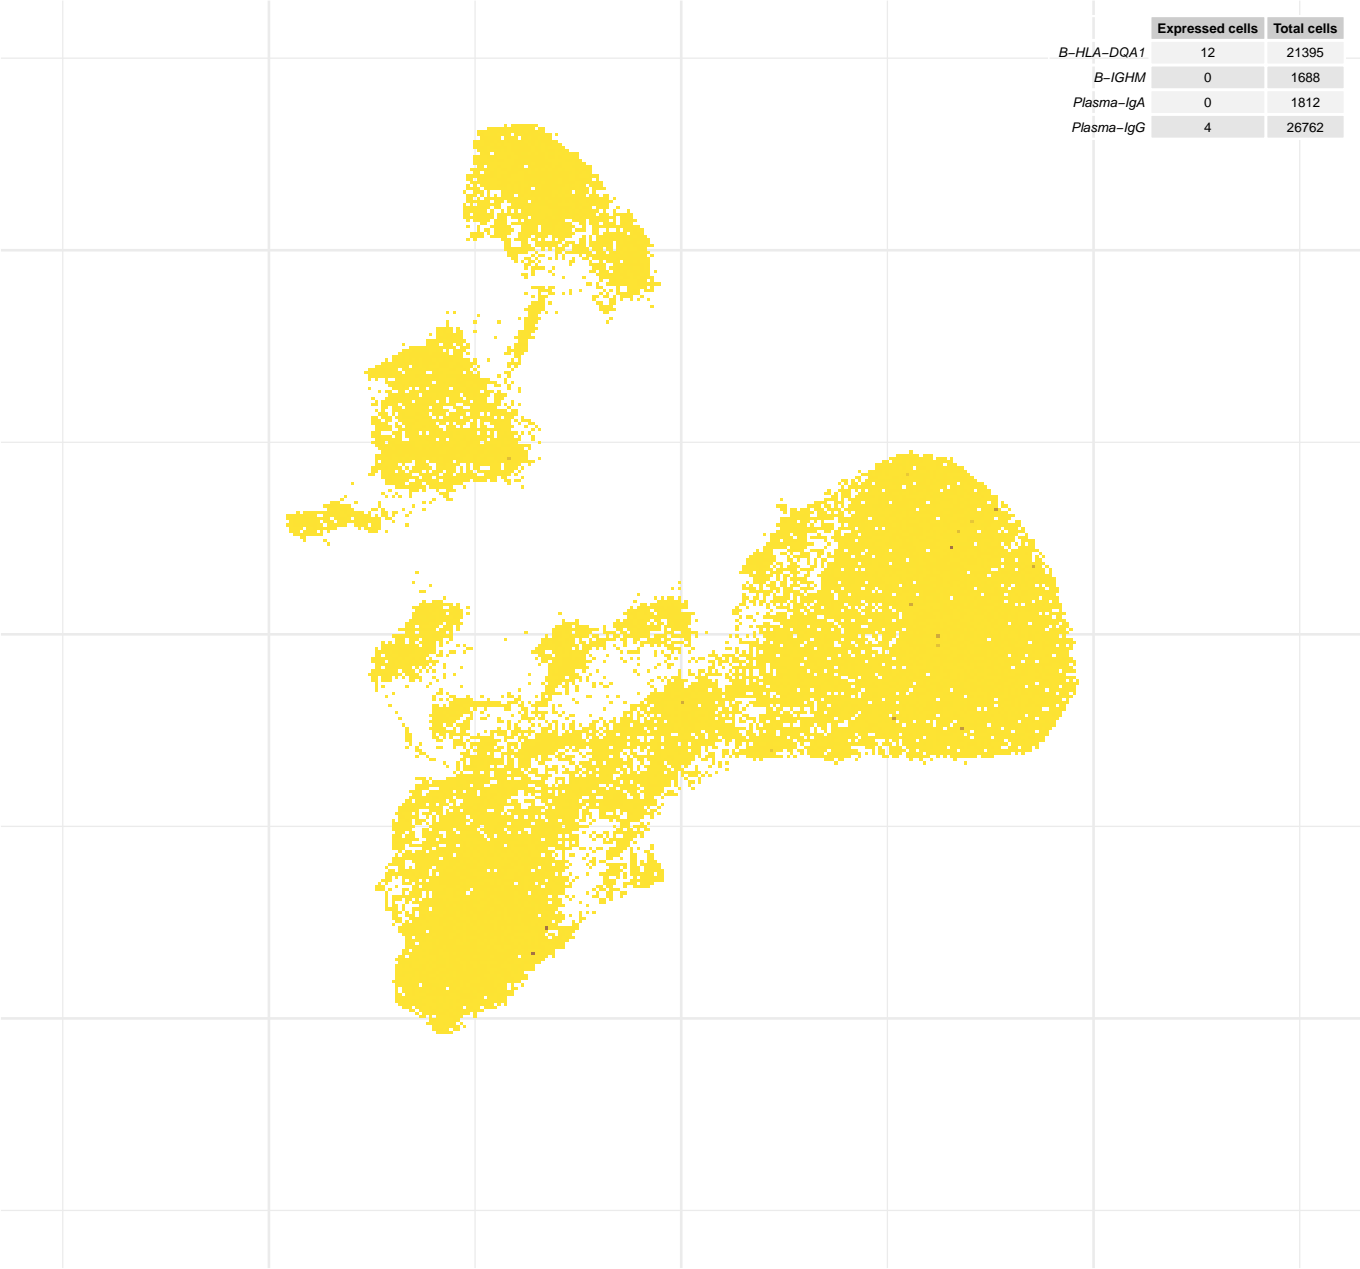 Expressed cells Total cells
B−HLA−DQA1 12 21395
B−IGHM 0 1688
Plasma−IgA 0 1812
Plasma−IgG 4 26762